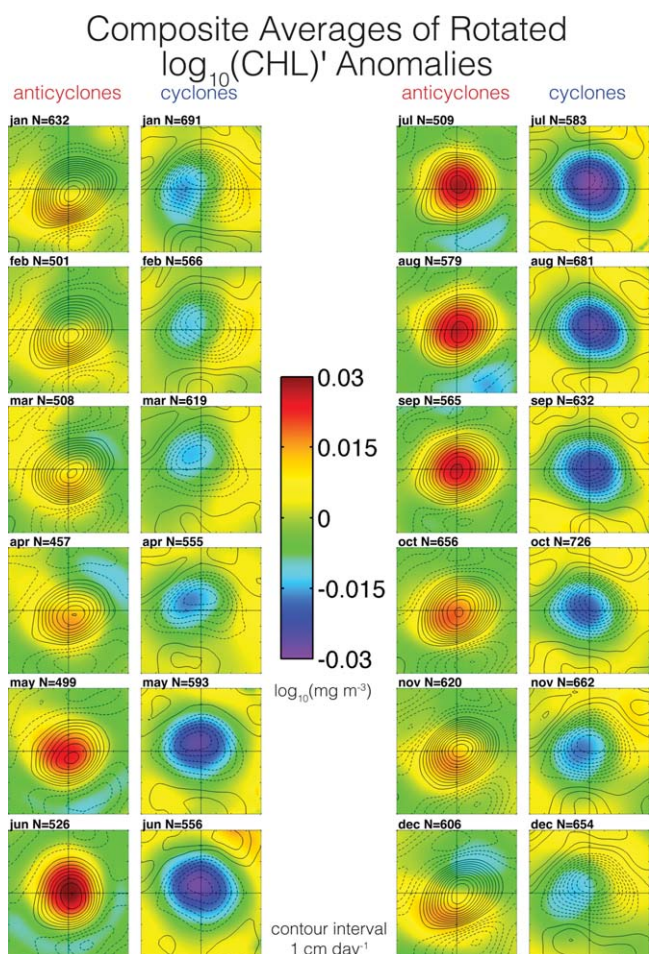 Composite Averages of Rotated
log₁₀(CHL)' Anomalies
anticyclones cyclones anticyclones cyclones
jan N=632 jan N=691 jul N=509 jul N=583
feb N=501 feb N=566 aug N=579 aug N=681
mar N=508 mar N=619 sep N=565 sep N=632
0.03
0.015
0
-0.015
-0.03
log₁₀(mg m⁻³)
apr N=457 apr N=555 oct N=656 oct N=726
may N=499 may N=593 nov N=620 nov N=662
jun N=526 jun N=556 dec N=606 dec N=654
contour interval
1 cm day⁻¹